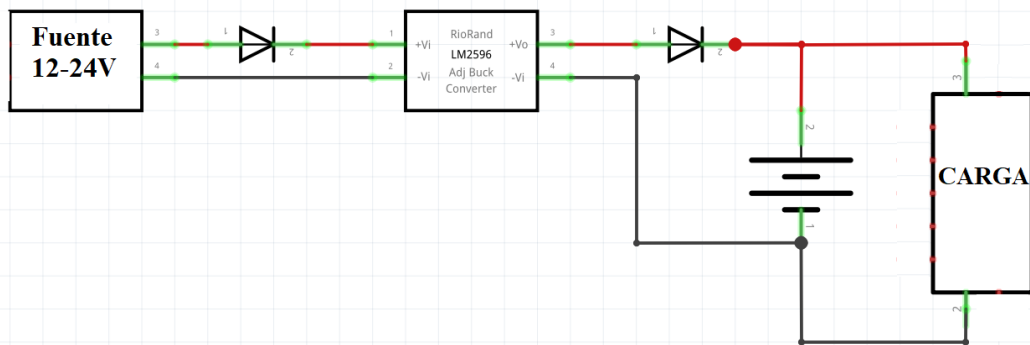 Fuente
12-24V
3
4
1
2
1
2
RioRand
LM2596
Adj Buck
Converter
+Vi
-Vi
+Vo
-Vi
3
4
1
2
2
1
3
CARGA
2